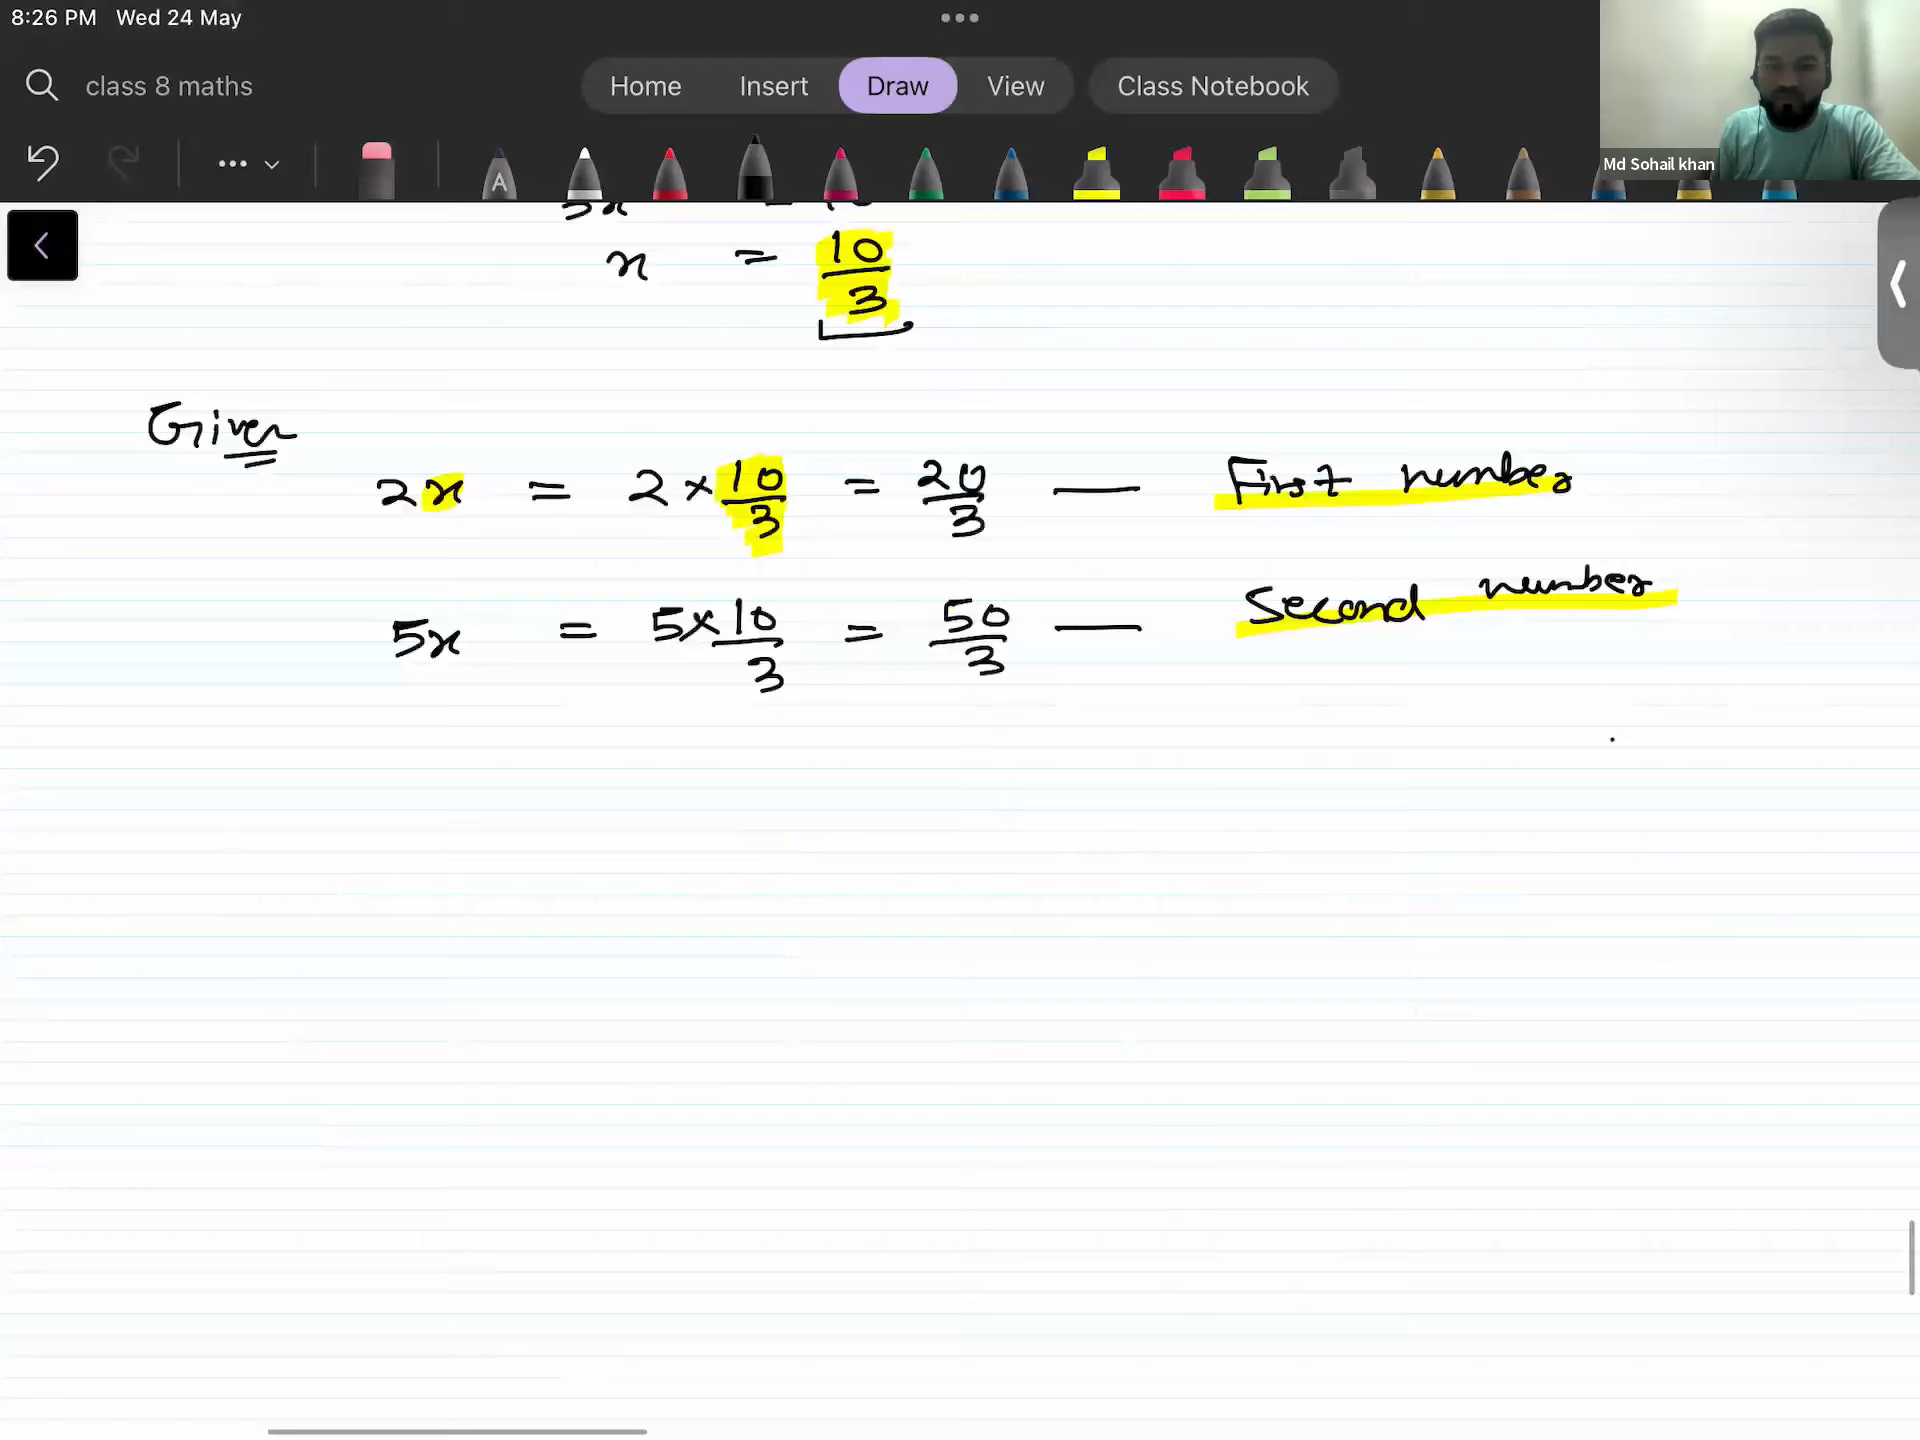 8:26 PM Wed 24 May
class 8 maths
Home Insert Draw View Class Notebook
A
Md Sohail khan
x = 10/3
Given
2x = 2 × 10/3 = 20/3 — First number
5x = 5 × 10/3 = 50/3 — Second number